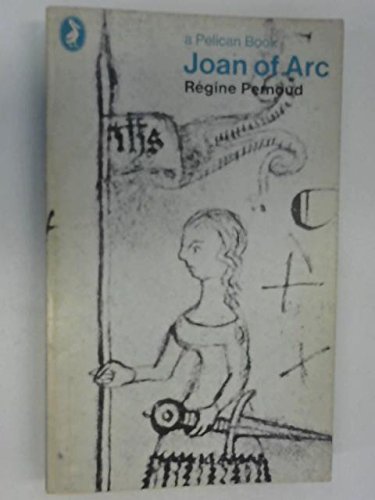 a Pelican Book
Joan of Arc
Régine Pernoud
ihs